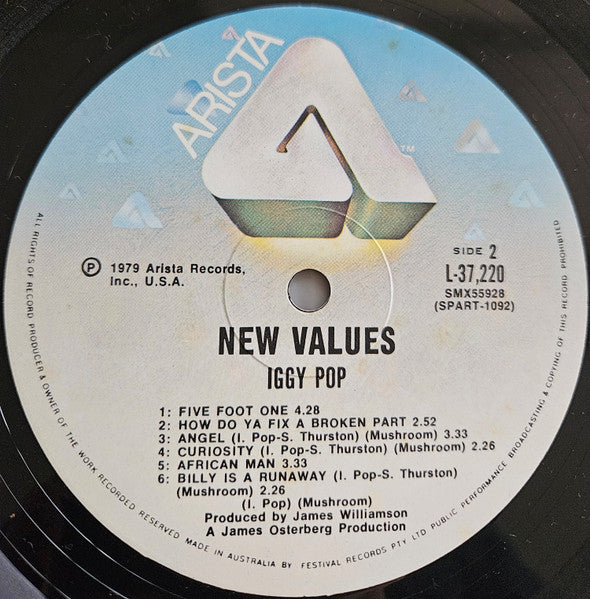 ARISTA
TM
SIDE 2
L-37,220
SMX55928
(SPART-1092)
Ⓟ 1979 Arista Records,
Inc., U.S.A.
NEW VALUES
IGGY POP
1: FIVE FOOT ONE 4.28
2: HOW DO YA FIX A BROKEN PART 2.52
3: ANGEL (I. Pop-S. Thurston) (Mushroom) 3.33
4: CURIOSITY (I. Pop-S. Thurston) (Mushroom) 2.26
5: AFRICAN MAN 3.33
6: BILLY IS A RUNAWAY (I. Pop-S. Thurston)
(Mushroom) 2.26
(I. Pop) (Mushroom)
Produced by James Williamson
A James Osterberg Production
ALL RIGHTS OF RECORD PRODUCER & OWNER OF THE WORK RECORDED RESERVED MADE IN AUSTRALIA BY FESTIVAL RECORDS PTY LTD PUBLIC PERFORMANCE BROADCASTING & COPYING OF THIS RECORD PROHIBITED